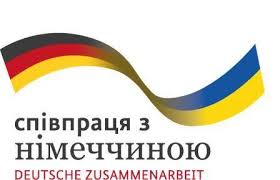 співпраця з
німеччиною
DEUTSCHE ZUSAMMENARBEIT